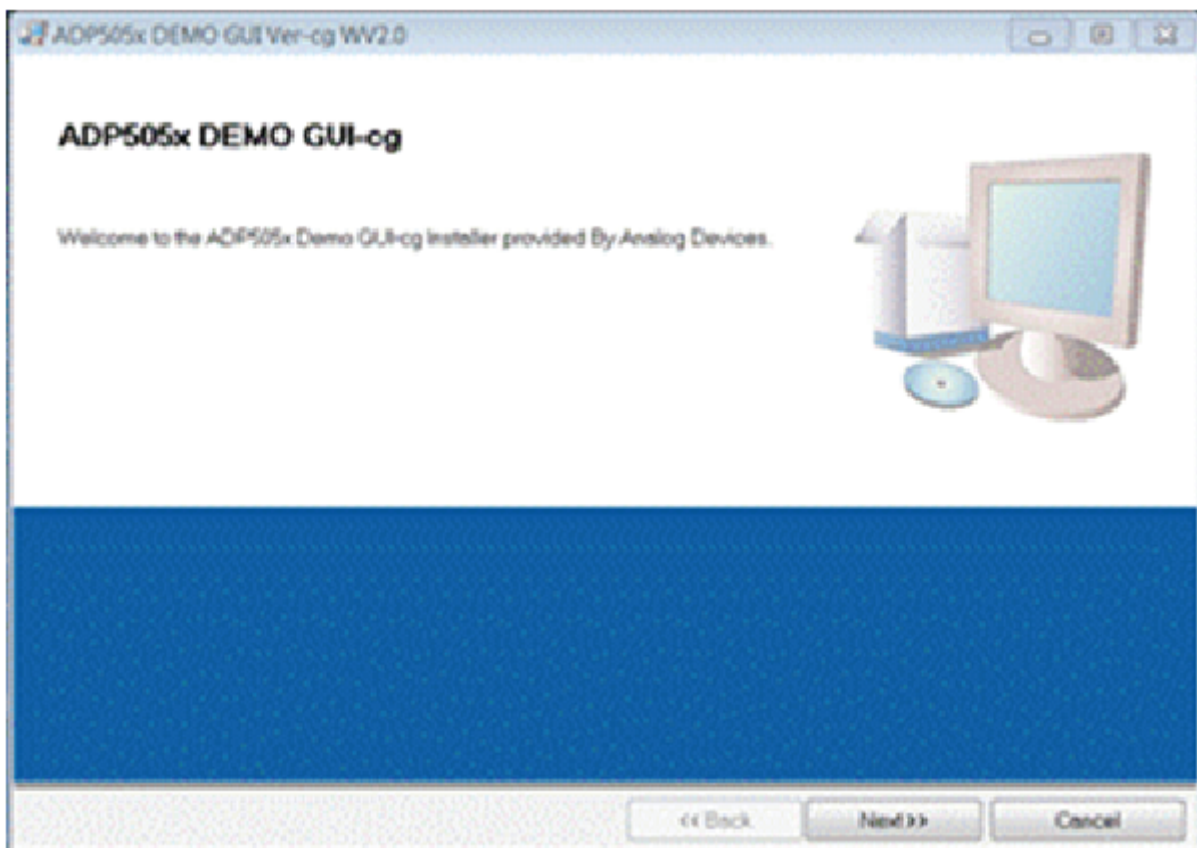 ADP505x DEMO GUI Ver-cg WV2.0
ADP505x DEMO GUI-cg
Welcome to the ADP505x Demo GUI-cg Installer provided By Analog Devices.
<< Back
Next >>
Cancel